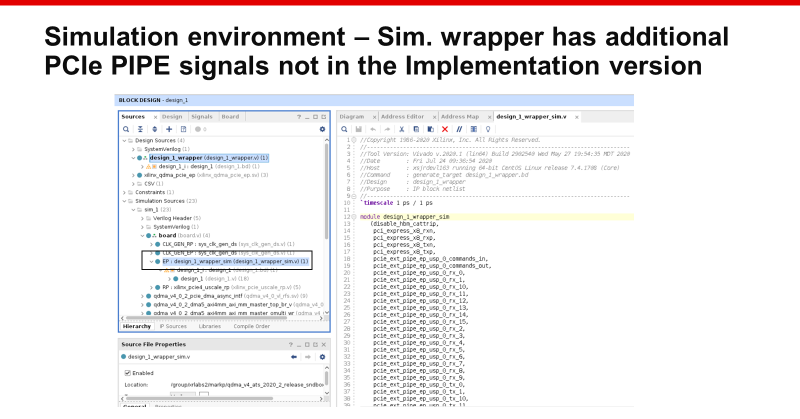 Simulation environment – Sim. wrapper has additional
PCIe PIPE signals not in the Implementation version
BLOCK DESIGN - design_1
Sources × Design Signals Board ? _ □ ⊡
0
Design Sources (4)
SystemVerilog (2)
design_1_wrapper (design_1_wrapper.v) (1)
design_1_i : design_1 (design_1.bd) (1)
xilinx_qdma_pcie_ep (xilinx_qdma_pcie_ep.sv) (3)
CSV (1)
Constraints (1)
Simulation Sources (23)
sim_1 (23)
Verilog Header (5)
SystemVerilog (1)
board (board.v) (4)
CLK_GEN_RP : sys_clk_gen_ds (sys_clk_gen_ds.v) (1)
CLK_GEN_EP : sys_clk_gen_ds (sys_clk_gen_ds.v) (1)
EP : design_1_wrapper_sim (design_1_wrapper_sim.v) (1)
design_1_i : design_1 (design_1.bd) (1)
design_1 (design_1.v) (16)
RP : xilinx_pcie4_uscale_rp (xilinx_pcie_uscale_rp.v) (5)
qdma_v4_0_2_pcie_dma_async_intf
qdma_v4_0_2_dma5_axi4mm_axi_mm_master_top_br_v (qdma_v4_0
qdma_v4_0_2_dma5_axi4mm_axi_mm_master_qmulti_wr (qdma_v4_0
Hierarchy IP Sources Libraries Compile Order
Source File Properties ? _ □ ⊡ ×
design_1_wrapper_sim.v
Enabled
Location: /group/xrlabs2/markp/qdma_v4_ats_2020_2_release_sndbox
General Properties
Diagram × Address Editor × Address Map × design_1_wrapper_sim.v ×
1 //Copyright 1986-2020 Xilinx, Inc. All Rights Reserved.
2 //--------------------------------------------------------------------------------
3 //Tool Version: Vivado v.2020.1 (lin64) Build 2902540 Wed May 27 19:54:35 MDT 2020
4 //Date : Fri Jul 24 09:36:54 2020
5 //Host : xsjrdevl163 running 64-bit CentOS Linux release 7.4.1708 (Core)
6 //Command : generate_target design_1_wrapper.bd
7 //Design : design_1_wrapper
8 //Purpose : IP block netlist
9 //--------------------------------------------------------------------------------
10 `timescale 1 ps / 1 ps
11
12 module design_1_wrapper_sim
13 (disable_hbm_cattrip,
14 pci_express_x8_rxn,
15 pci_express_x8_rxp,
16 pci_express_x8_txn,
17 pci_express_x8_txp,
18 pcie_ext_pipe_ep_usp_0_commands_in,
19 pcie_ext_pipe_ep_usp_0_commands_out,
20 pcie_ext_pipe_ep_usp_0_rx_0,
21 pcie_ext_pipe_ep_usp_0_rx_1,
22 pcie_ext_pipe_ep_usp_0_rx_10,
23 pcie_ext_pipe_ep_usp_0_rx_11,
24 pcie_ext_pipe_ep_usp_0_rx_12,
25 pcie_ext_pipe_ep_usp_0_rx_13,
26 pcie_ext_pipe_ep_usp_0_rx_14,
27 pcie_ext_pipe_ep_usp_0_rx_15,
28 pcie_ext_pipe_ep_usp_0_rx_2,
29 pcie_ext_pipe_ep_usp_0_rx_3,
30 pcie_ext_pipe_ep_usp_0_rx_4,
31 pcie_ext_pipe_ep_usp_0_rx_5,
32 pcie_ext_pipe_ep_usp_0_rx_6,
33 pcie_ext_pipe_ep_usp_0_rx_7,
34 pcie_ext_pipe_ep_usp_0_rx_8,
35 pcie_ext_pipe_ep_usp_0_rx_9,
36 pcie_ext_pipe_ep_usp_0_tx_0,
37 pcie_ext_pipe_ep_usp_0_tx_1,
38 pcie_ext_pipe_ep_usp_0_tx_10,
39 pcie_ext_pipe_ep_usp_0_tx_11,